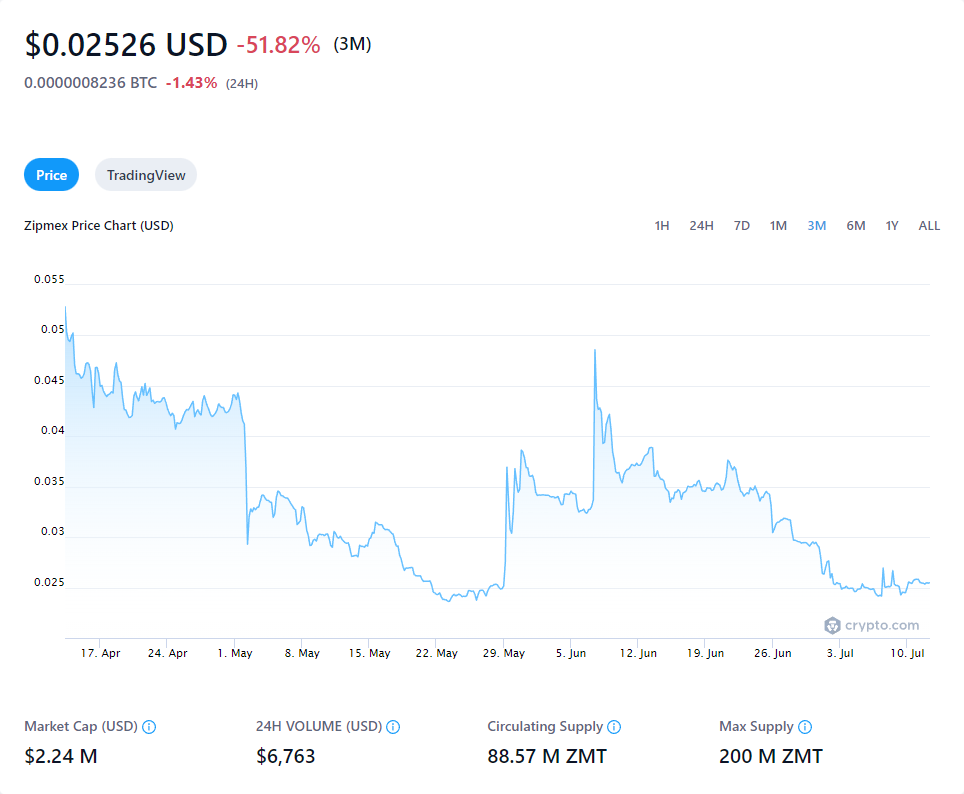 $0.02526 USD -51.82% (3M)
0.0000008236 BTC -1.43% (24H)
Price TradingView
Zipmex Price Chart (USD) 1H 24H 7D 1M 3M 6M 1Y ALL
0.055
0.05
0.045
0.04
0.035
0.03
0.025
crypto.com
17. Apr 24. Apr 1. May 8. May 15. May 22. May 29. May 5. Jun 12. Jun 19. Jun 26. Jun 3. Jul 10. Jul
Market Cap (USD) 24H VOLUME (USD) Circulating Supply Max Supply
$2.24 M $6,763 88.57 M ZMT 200 M ZMT